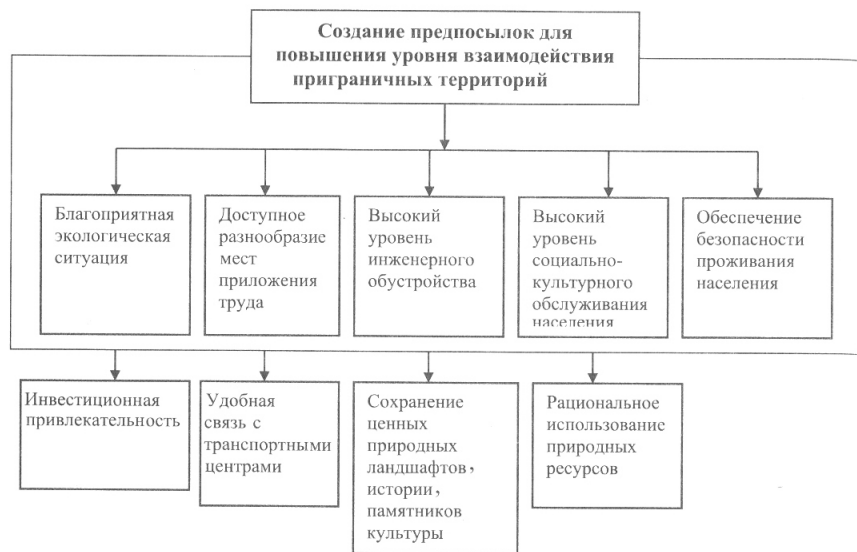 Создание предпосылок для
повышения уровня взаимодействия
приграничных территорий
Благоприятная
экологическая
ситуация
Доступное
разнообразие
мест
приложения
труда
Высокий
уровень
инженерного
обустройства
Высокий
уровень
социально-
культурного
обслуживания
населения
Обеспечение
безопасности
проживания
населения
Инвестиционная
привлекательность
Удобная
связь с
транспортными
центрами
Сохранение
ценных
природных
ландшафтов,
истории,
памятников
культуры
Рациональное
использование
природных
ресурсов